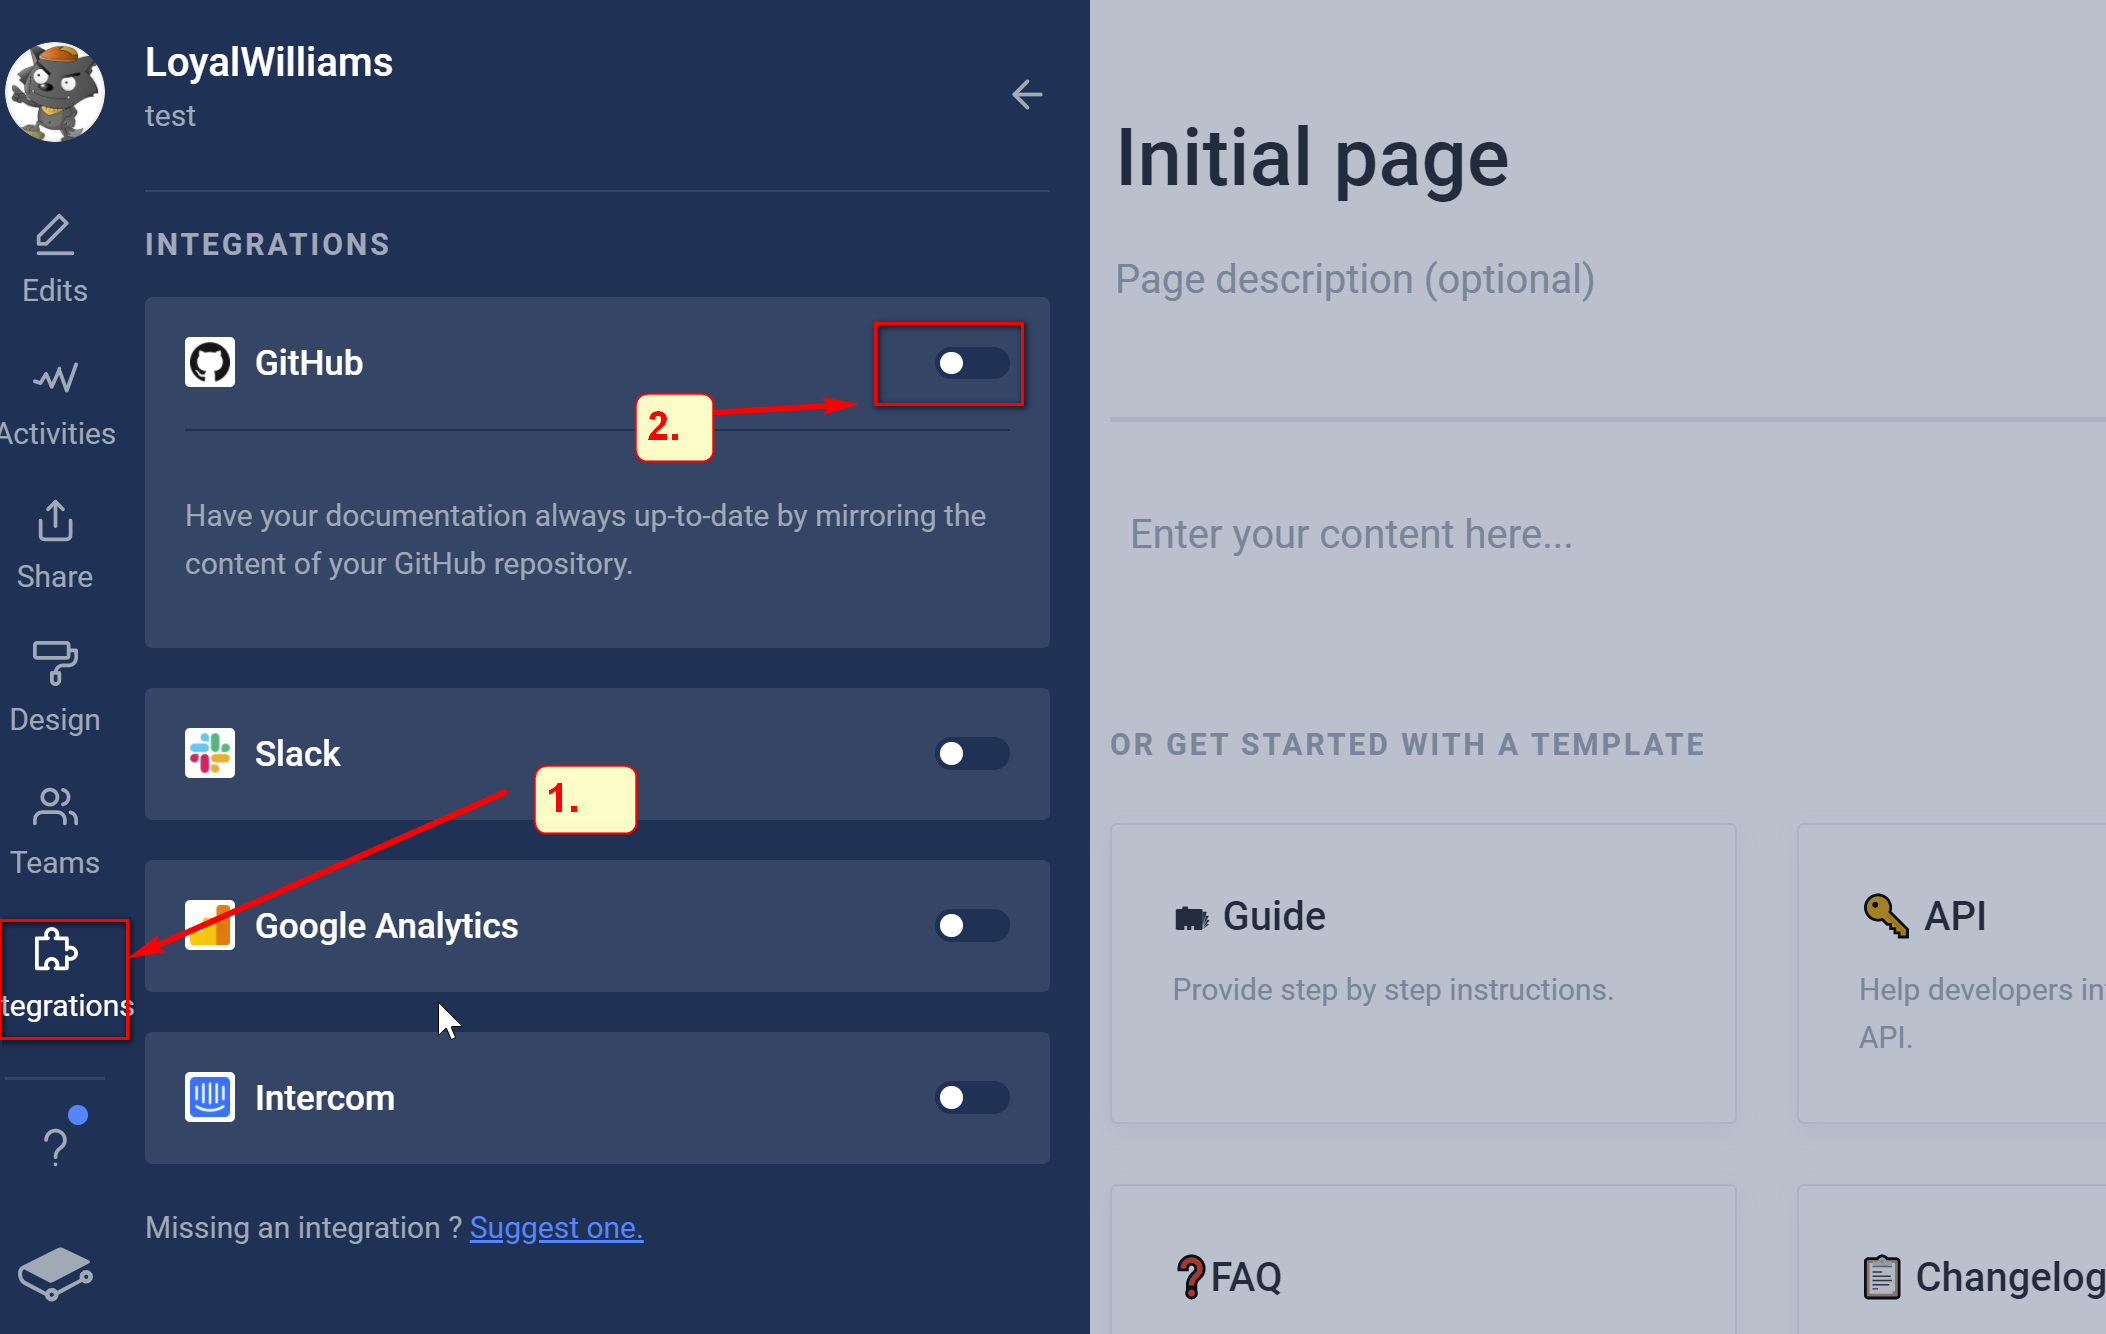 LoyalWilliams
test
Edits
Activities
Share
Design
Teams
tegrations
INTEGRATIONS
GitHub
2.
Have your documentation always up-to-date by mirroring the
content of your GitHub repository.
Slack
1.
Google Analytics
Intercom
Missing an integration ? Suggest one.
Initial page
Page description (optional)
Enter your content here...
OR GET STARTED WITH A TEMPLATE
Guide
Provide step by step instructions.
API
Help developers in
API.
FAQ
Changelog